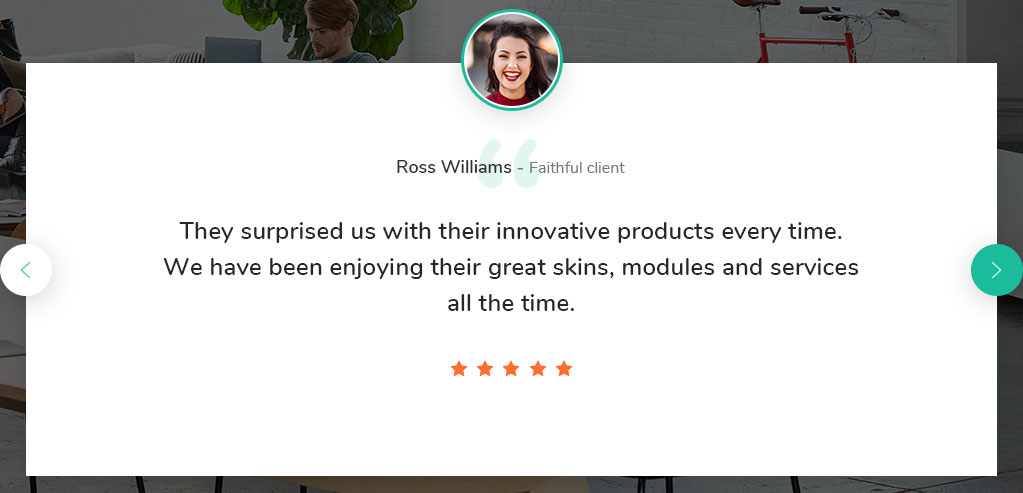 Ross Williams - Faithful client
They surprised us with their innovative products every time.
We have been enjoying their great skins, modules and services
all the time.